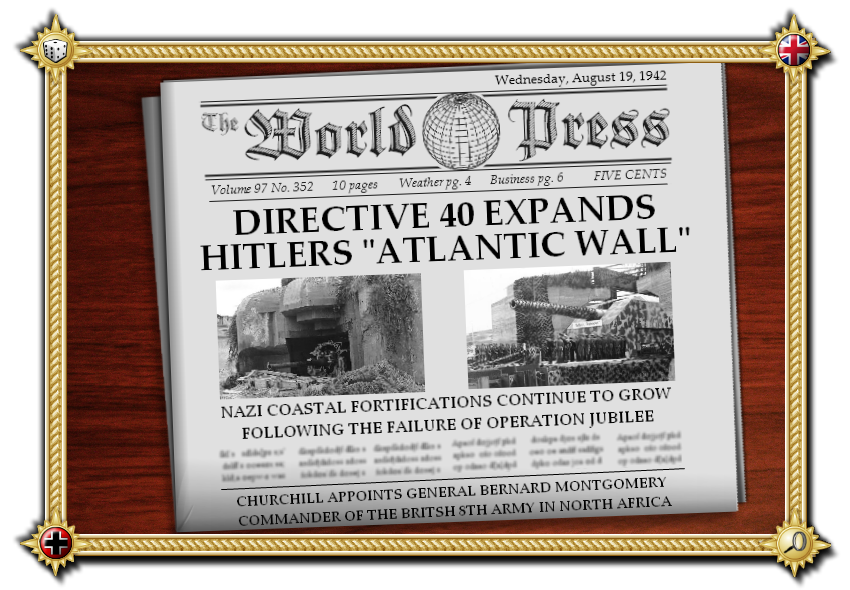 Wednesday, August 19, 1942
The World Press
Volume 97 No. 352 10 pages Weather pg. 4 Business pg. 6 FIVE CENTS
DIRECTIVE 40 EXPANDS
HITLERS "ATLANTIC WALL"
NAZI COASTAL FORTIFICATIONS CONTINUE TO GROW
FOLLOWING THE FAILURE OF OPERATION JUBILEE
CHURCHILL APPOINTS GENERAL BERNARD MONTGOMERY
COMMANDER OF THE BRITSH 8TH ARMY IN NORTH AFRICA